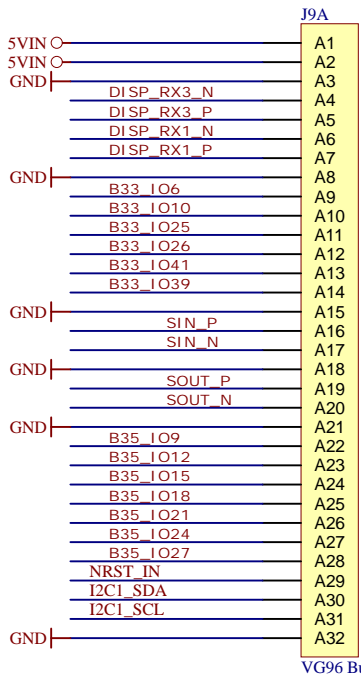 J9A
5VIN A1
5VIN A2
GND A3
DISP_RX3_N A4
DISP_RX3_P A5
DISP_RX1_N A6
DISP_RX1_P A7
GND A8
B33_IO6 A9
B33_IO10 A10
B33_IO25 A11
B33_IO26 A12
B33_IO41 A13
B33_IO39 A14
GND A15
SIN_P A16
SIN_N A17
GND A18
SOUT_P A19
SOUT_N A20
GND A21
B35_IO9 A22
B35_IO12 A23
B35_IO15 A24
B35_IO18 A25
B35_IO21 A26
B35_IO24 A27
B35_IO27 A28
NRST_IN A29
I2C1_SDA A30
I2C1_SCL A31
GND A32
VG96 Bu